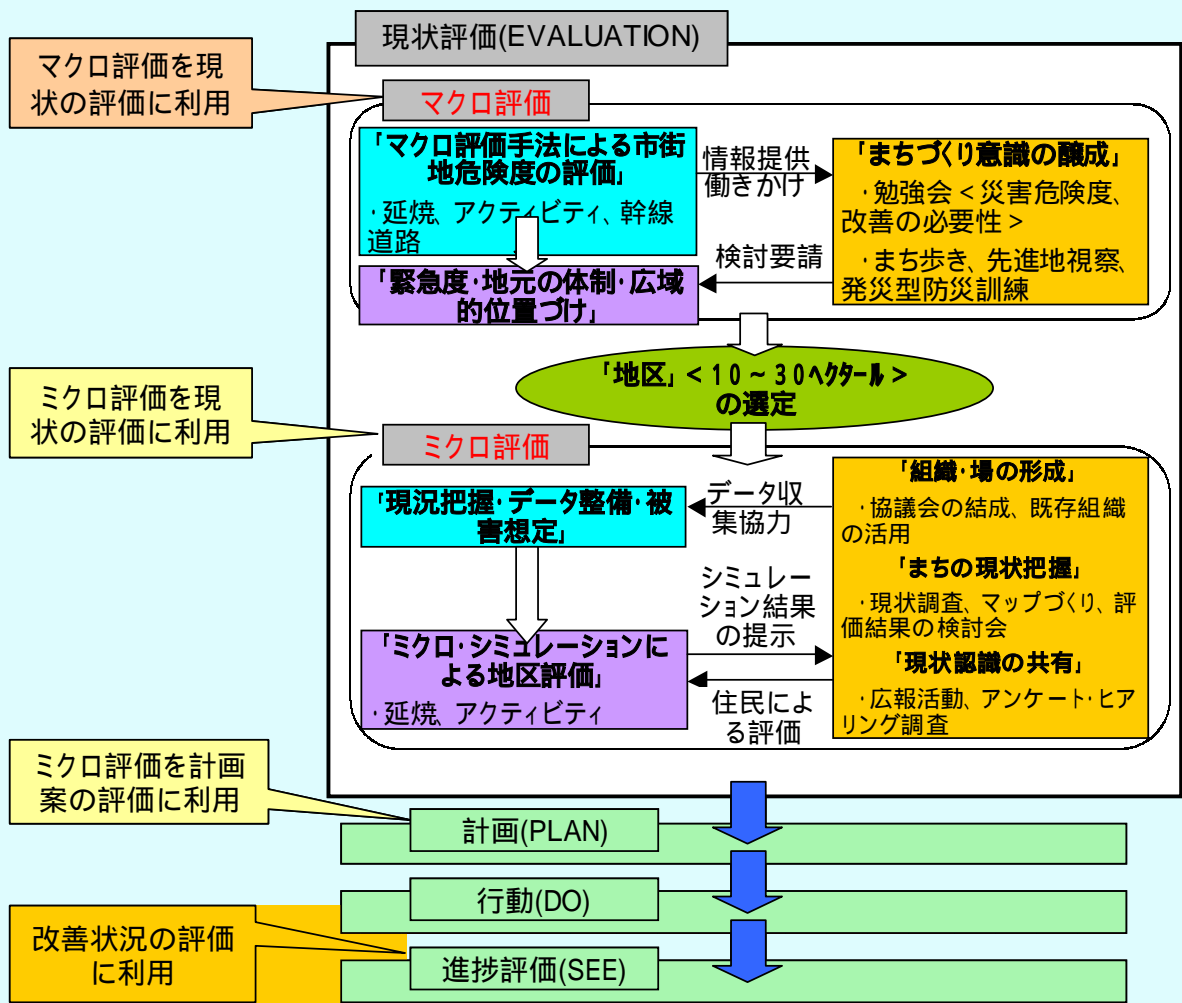 現状評価(EVALUATION)
マクロ評価を現
状の評価に利用
マクロ評価
「マクロ評価手法による市街
地危険度の評価」
・延焼、アクティビティ、幹線
道路
情報提供
働きかけ
「まちづくり意識の醸成」
・勉強会＜災害危険度、
改善の必要性＞
・まち歩き、先進地視察、
発災型防災訓練
検討要請
「緊急度・地元の体制・広域
的位置づけ」
「地区」＜10～30ヘクタール＞
の選定
ミクロ評価を現
状の評価に利用
ミクロ評価
「現況把握・データ整備・被
害想定」
データ収
集協力
「組織・場の形成」
・協議会の結成、既存組織
の活用
「まちの現状把握」
・現状調査、マップづくり、評
価結果の検討会
「現状認識の共有」
・広報活動、アンケート・ヒア
リング調査
シミュレー
ション結果
の提示
「ミクロ・シミュレーションに
よる地区評価」
・延焼、アクティビティ
住民によ
る評価
ミクロ評価を計画
案の評価に利用
計画(PLAN)
行動(DO)
改善状況の評価
に利用
進捗評価(SEE)